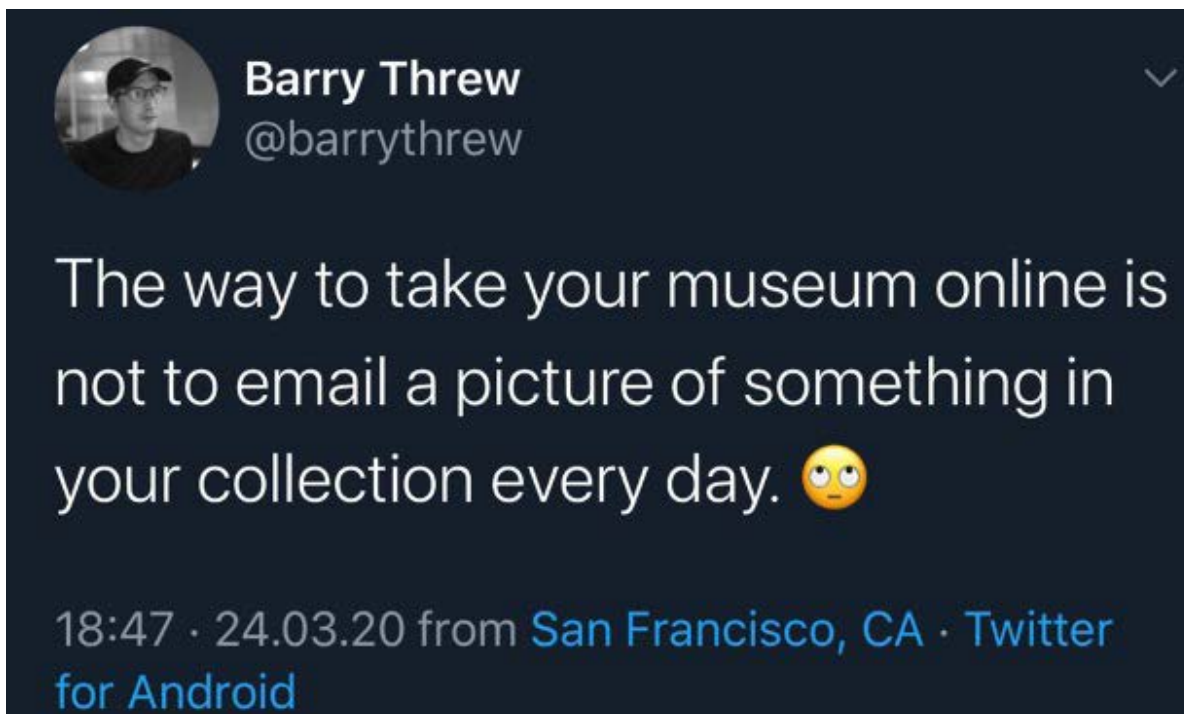 Barry Threw
@barrythrew
The way to take your museum online is
not to email a picture of something in
your collection every day. 🙄
18:47 · 24.03.20 from San Francisco, CA · Twitter
for Android